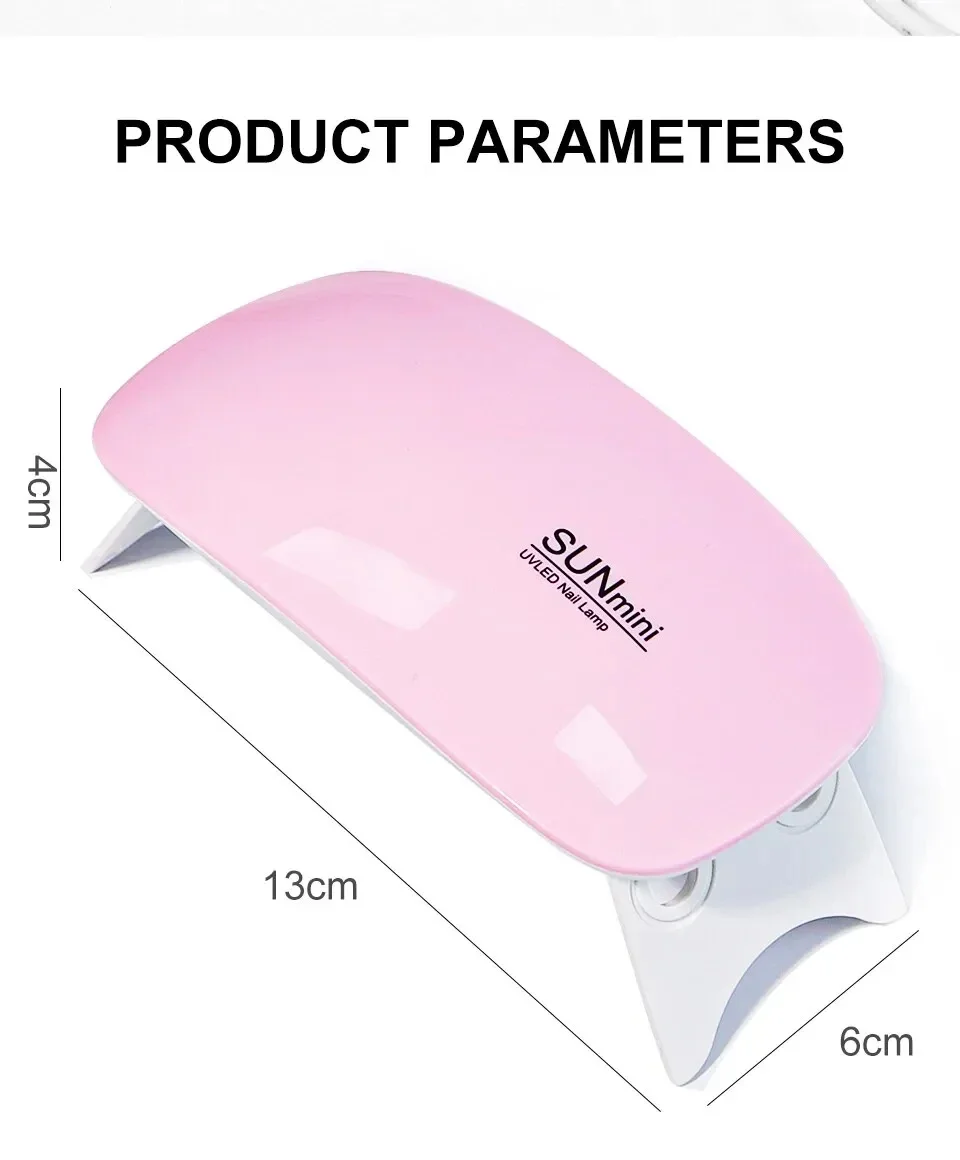 PRODUCT PARAMETERS
4cm
SUNmini
UVLED Nail Lamp
13cm
6cm